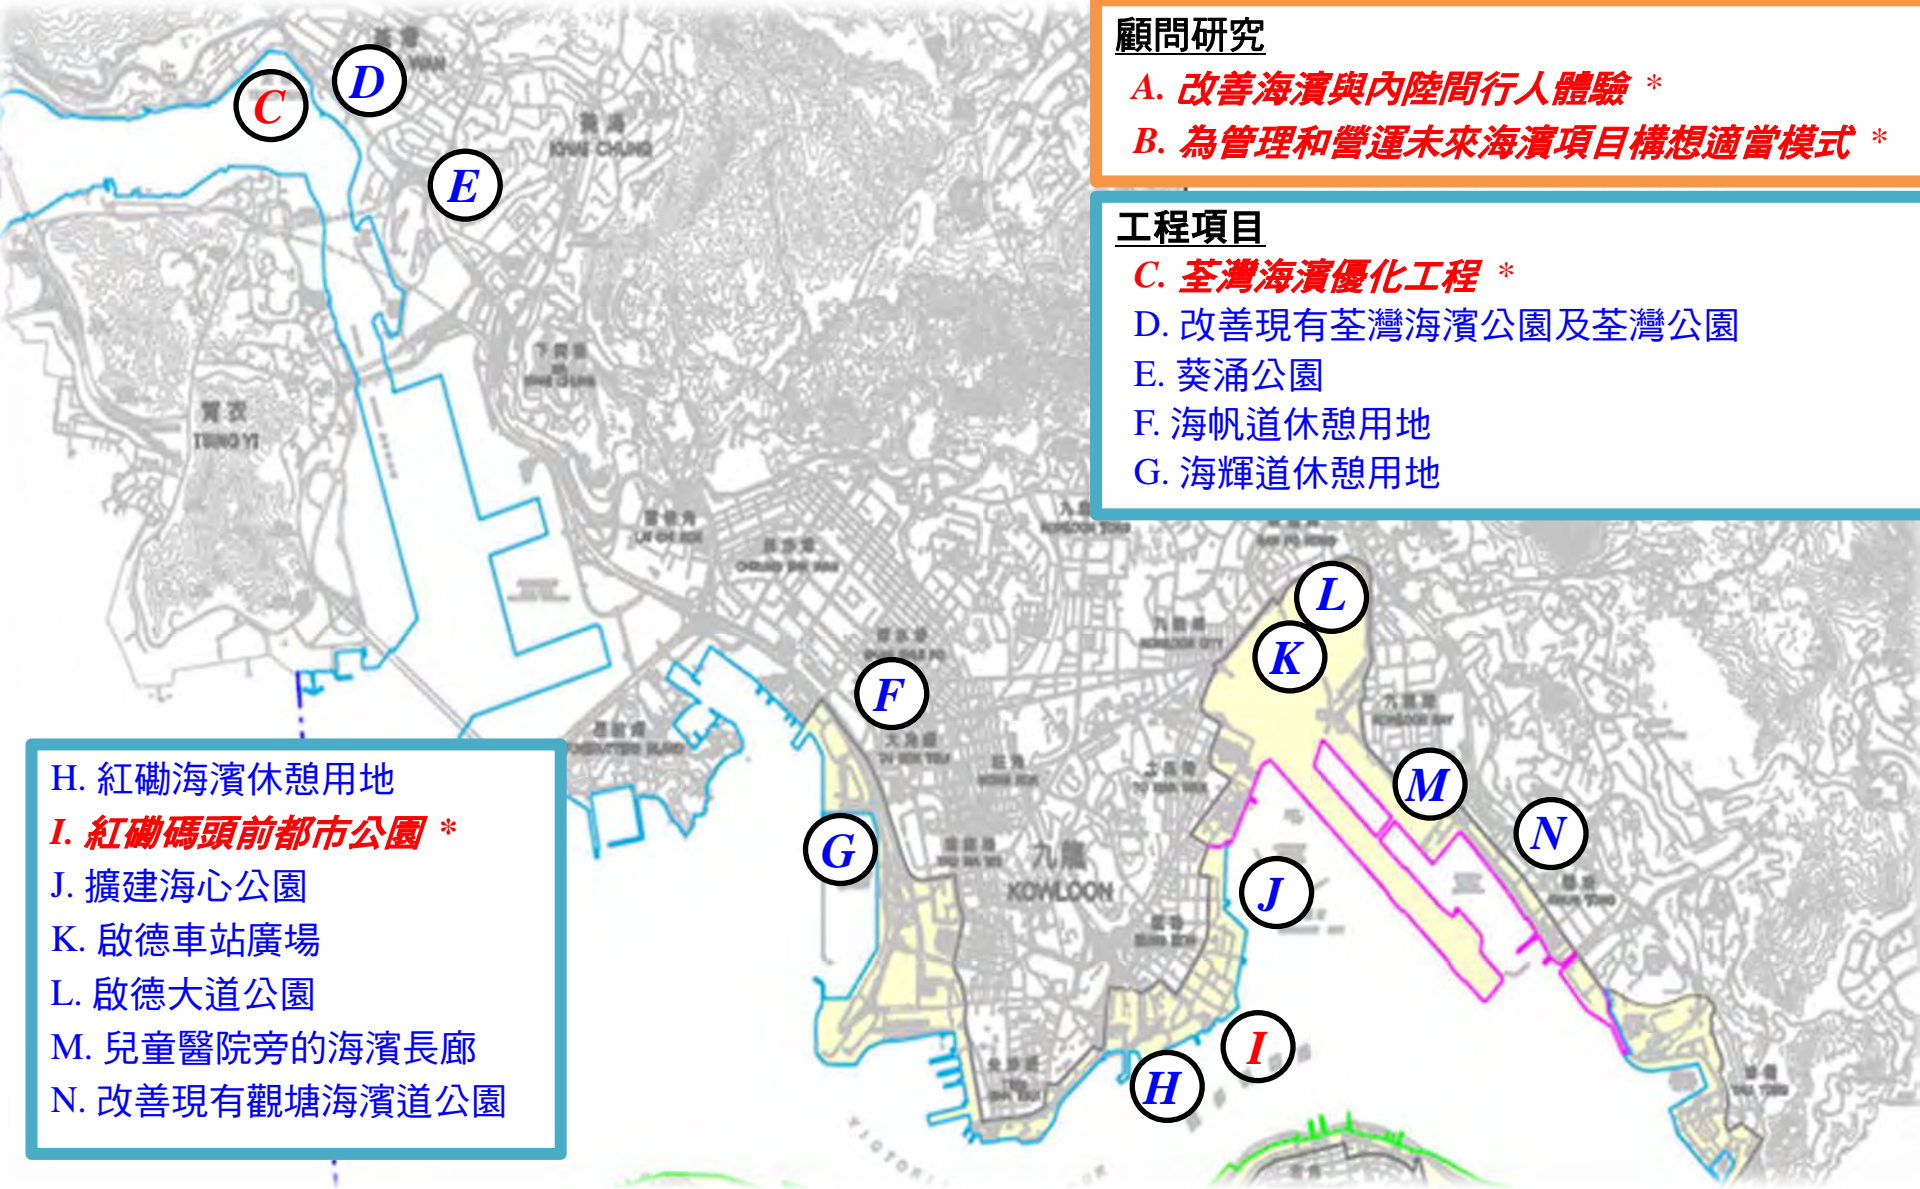 顧問研究
A. 改善海濱與內陸間行人體驗 *
B. 為管理和營運未來海濱項目構想適當模式 *
工程項目
C. 荃灣海濱優化工程 *
D. 改善現有荃灣海濱公園及荃灣公園
E. 葵涌公園
F. 海帆道休憩用地
G. 海輝道休憩用地
C
D
E
青衣
TSING YI
L
K
F
M
N
G
九龍
KOWLOON
J
I
H
H. 紅磡海濱休憩用地
I. 紅磡碼頭前都市公園 *
J. 擴建海心公園
K. 啟德車站廣場
L. 啟德大道公園
M. 兒童醫院旁的海濱長廊
N. 改善現有觀塘海濱道公園